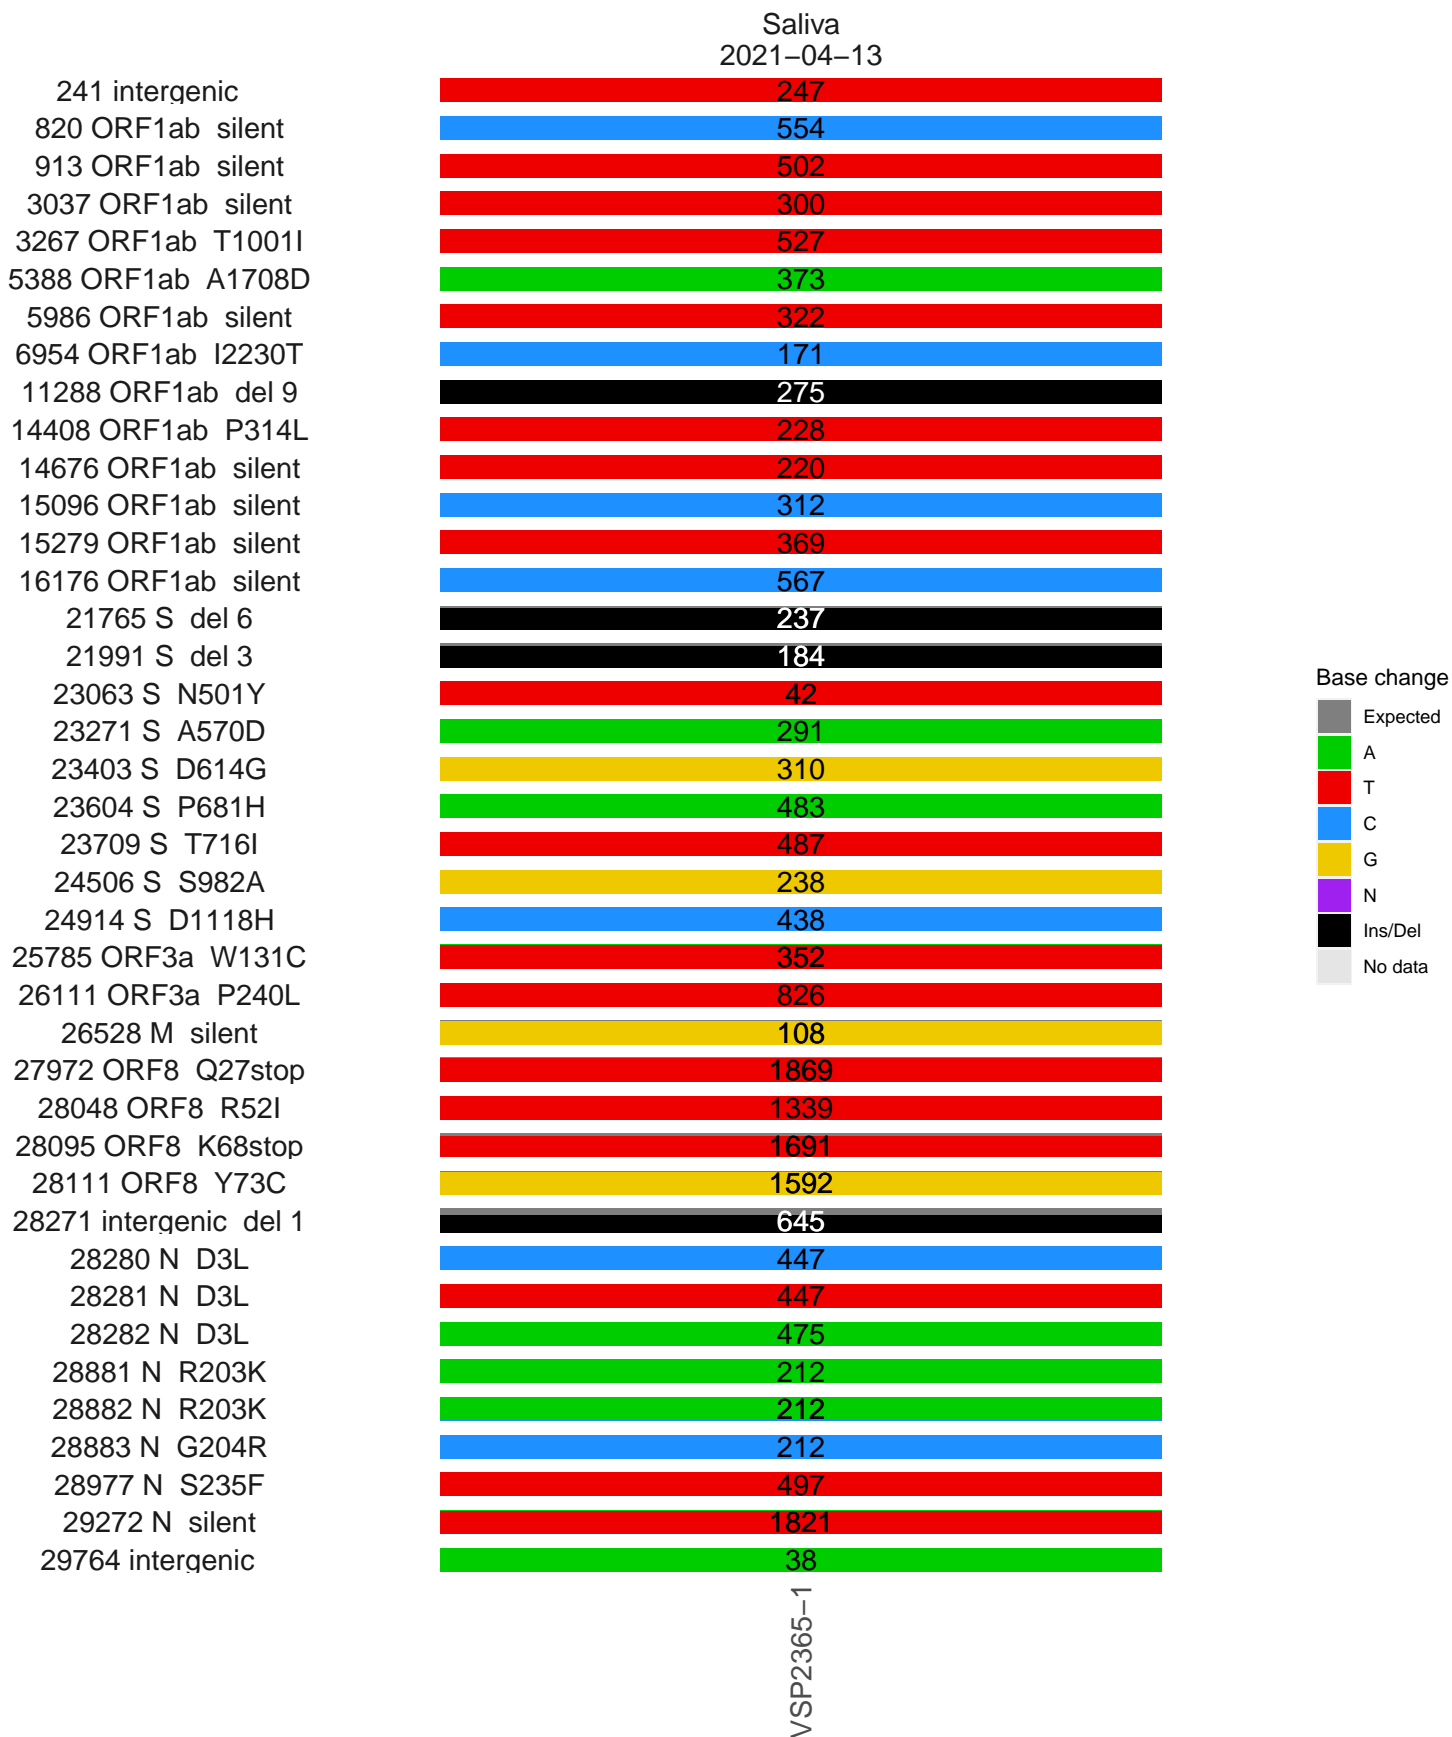 Saliva
2021−04−13
241 intergenic 247
820 ORF1ab silent 554
913 ORF1ab silent 502
3037 ORF1ab silent 300
3267 ORF1ab T1001I 527
5388 ORF1ab A1708D 373
5986 ORF1ab silent 322
6954 ORF1ab I2230T 171
11288 ORF1ab del 9 275
14408 ORF1ab P314L 228
14676 ORF1ab silent 220
15096 ORF1ab silent 312
15279 ORF1ab silent 369
16176 ORF1ab silent 567
21765 S del 6 237
21991 S del 3 184
23063 S N501Y 42
23271 S A570D 291
23403 S D614G 310
23604 S P681H 483
23709 S T716I 487
24506 S S982A 238
24914 S D1118H 438
25785 ORF3a W131C 352
26111 ORF3a P240L 826
26528 M silent 108
27972 ORF8 Q27stop 1869
28048 ORF8 R52I 1339
28095 ORF8 K68stop 1691
28111 ORF8 Y73C 1592
28271 intergenic del 1 645
28280 N D3L 447
28281 N D3L 447
28282 N D3L 475
28881 N R203K 212
28882 N R203K 212
28883 N G204R 212
28977 N S235F 497
29272 N silent 1821
29764 intergenic 38
VSP2365−1
Base change
Expected
A
T
C
G
N
Ins/Del
No data